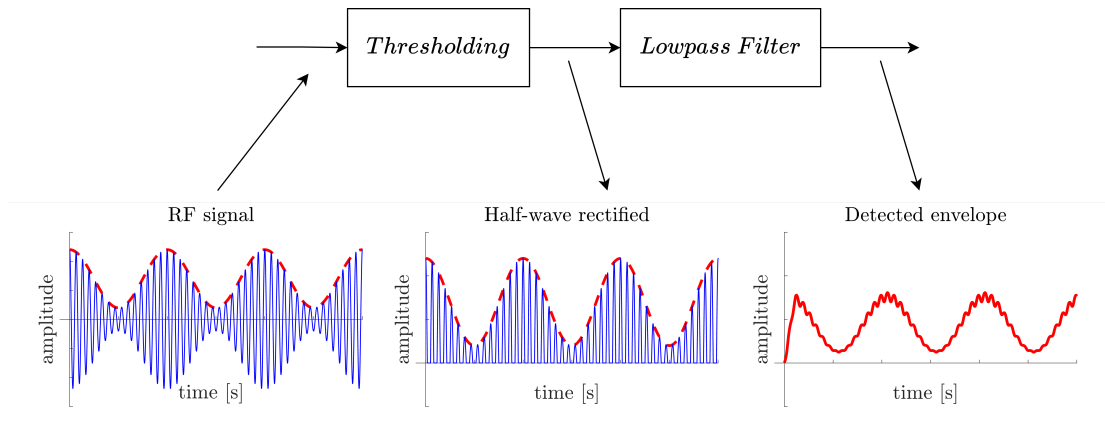 Thresholding
Lowpass Filter
RF signal
Half-wave rectified
Detected envelope
amplitude
amplitude
amplitude
time [s]
time [s]
time [s]